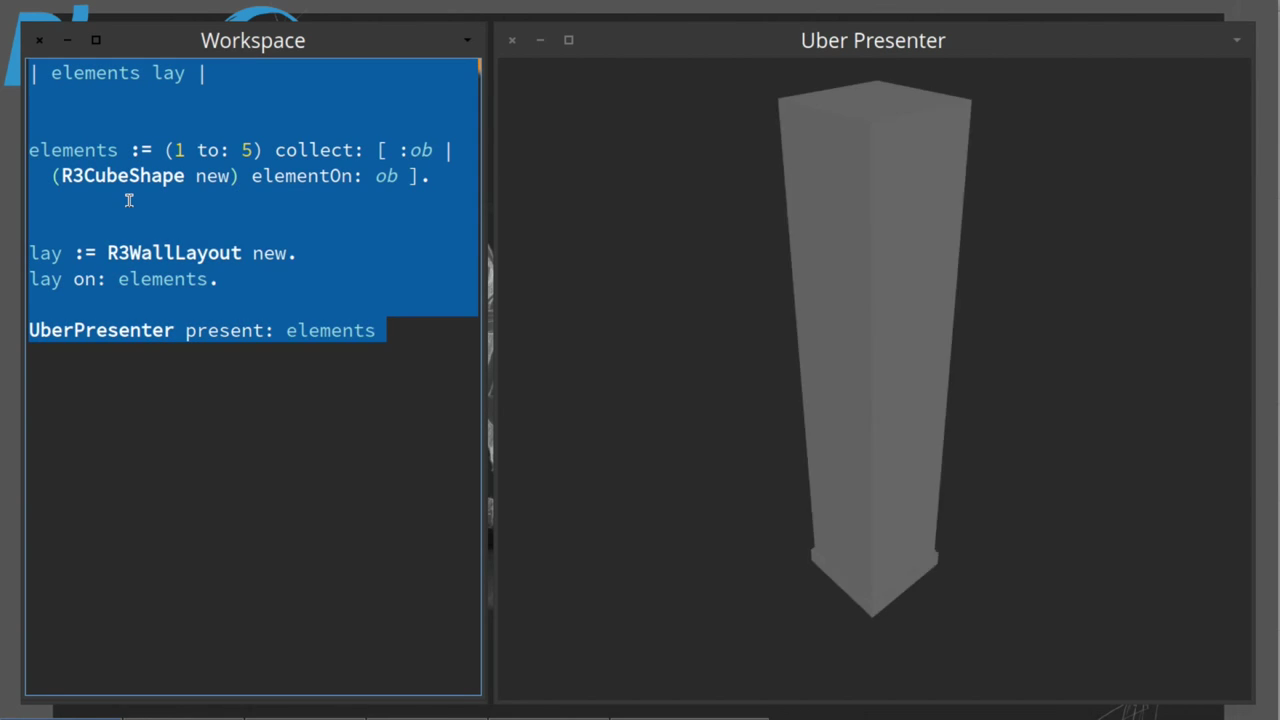 Workspace
| elements lay |
elements := (1 to: 5) collect: [ :ob |
(R3CubeShape new) elementOn: ob ].
lay := R3WallLayout new.
lay on: elements.
UberPresenter present: elements
Uber Presenter